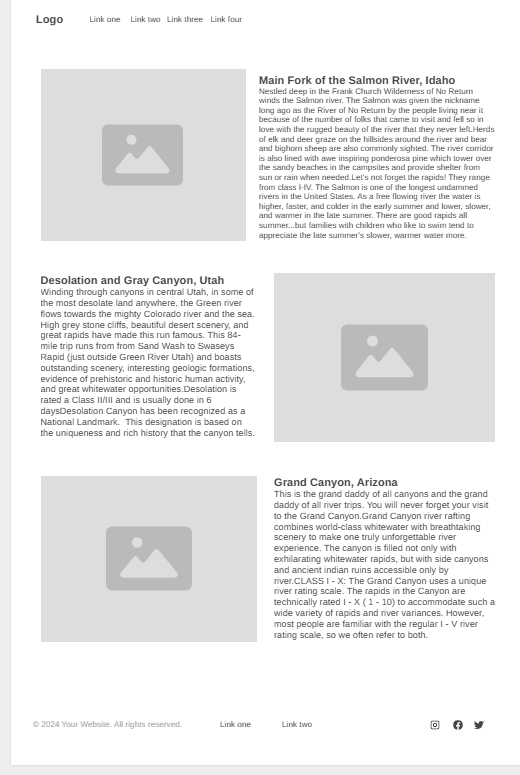 Logo Link one Link two Link three Link four
Main Fork of the Salmon River, Idaho
Nestled deep in the Frank Church Wilderness of No Return
winds the Salmon river. The Salmon was given the nickname
long ago as the River of No Return by the people living near it
because of the number of folks that came to visit and fell so in
love with the rugged beauty of the river that they never left.Herds
of elk and deer graze on the hillsides around the river and bear
and bighorn sheep are also commonly sighted. The river corridor
is also lined with awe inspiring ponderosa pine which tower over
the sandy beaches in the campsites and provide shelter from
sun or rain when needed.Let's not forget the rapids! They range
from class I-IV. The Salmon is one of the longest undammed
rivers in the United States. As a free flowing river the water is
higher, faster, and colder in the early summer and lower, slower,
and warmer in the late summer. There are good rapids all
summer...but families with children who like to swim tend to
appreciate the late summer's slower, warmer water more.
Desolation and Gray Canyon, Utah
Winding through canyons in central Utah, in some of
the most desolate land anywhere, the Green river
flows towards the mighty Colorado river and the sea.
High grey stone cliffs, beautiful desert scenery, and
great rapids have made this run famous. This 84-
mile trip runs from from Sand Wash to Swaseys
Rapid (just outside Green River Utah) and boasts
outstanding scenery, interesting geologic formations,
evidence of prehistoric and historic human activity,
and great whitewater opportunities.Desolation is
rated a Class II/III and is usually done in 6
daysDesolation Canyon has been recognized as a
National Landmark.  This designation is based on
the uniqueness and rich history that the canyon tells.
Grand Canyon, Arizona
This is the grand daddy of all canyons and the grand
daddy of all river trips. You will never forget your visit
to the Grand Canyon.Grand Canyon river rafting
combines world-class whitewater with breathtaking
scenery to make one truly unforgettable river
experience. The canyon is filled not only with
exhilarating whitewater rapids, but with side canyons
and ancient indian ruins accessible only by
river.CLASS I - X: The Grand Canyon uses a unique
river rating scale. The rapids in the Canyon are
technically rated I - X ( 1 - 10) to accommodate such a
wide variety of rapids and river variances. However,
most people are familiar with the regular I - V river
rating scale, so we often refer to both.
© 2024 Your Website. All rights reserved. Link one Link two